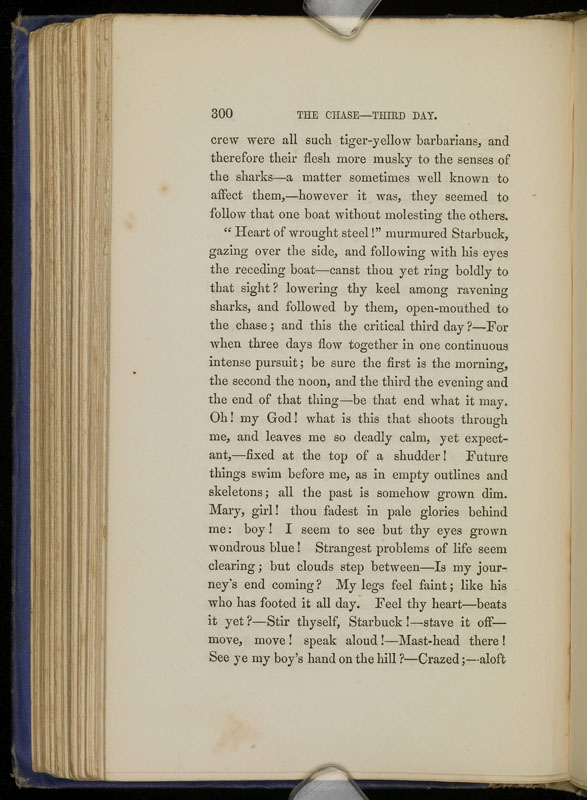 300 THE CHASE—THIRD DAY.
crew were all such tiger-yellow barbarians, and
therefore their flesh more musky to the senses of
the sharks—a matter sometimes well known to
affect them,—however it was, they seemed to
follow that one boat without molesting the others.
“ Heart of wrought steel!” murmured Starbuck,
gazing over the side, and following with his eyes
the receding boat—canst thou yet ring boldly to
that sight? lowering thy keel among ravening
sharks, and followed by them, open-mouthed to
the chase; and this the critical third day?—For
when three days flow together in one continuous
intense pursuit; be sure the first is the morning,
the second the noon, and the third the evening and
the end of that thing—be that end what it may.
Oh! my God! what is this that shoots through
me, and leaves me so deadly calm, yet expect-
ant,—fixed at the top of a shudder! Future
things swim before me, as in empty outlines and
skeletons; all the past is somehow grown dim.
Mary, girl! thou fadest in pale glories behind
me: boy! I seem to see but thy eyes grown
wondrous blue! Strangest problems of life seem
clearing; but clouds step between—Is my jour-
ney's end coming? My legs feel faint; like his
who has footed it all day. Feel thy heart—beats
it yet?—Stir thyself, Starbuck!—stave it off—
move, move! speak aloud!—Mast-head there!
See ye my boy's hand on the hill?—Crazed;—aloft